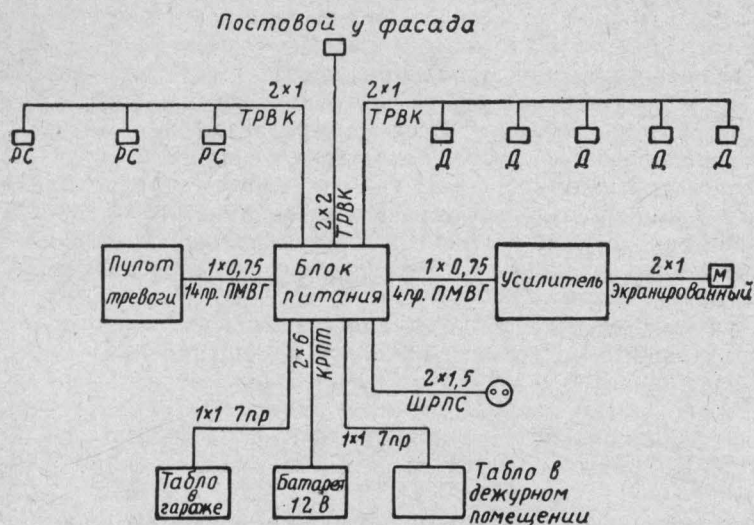 Постовой у фасада
2×1
ТРВК
2×1
ТРВК
РС
РС
РС
Д
Д
Д
Д
Д
2×2
ТРВК
Пульт
тревоги
1×0,75
14пр. ПМВГ
Блок
питания
1×0,75
4пр. ПМВГ
Усилитель
2×1
Экранированный
М
2×6
КРПТ
2×1,5
ШРПС
1×1 7пр
1×1 7пр
Табло
в
гараже
Батарея
12 В
Табло в
дежурном
помещении